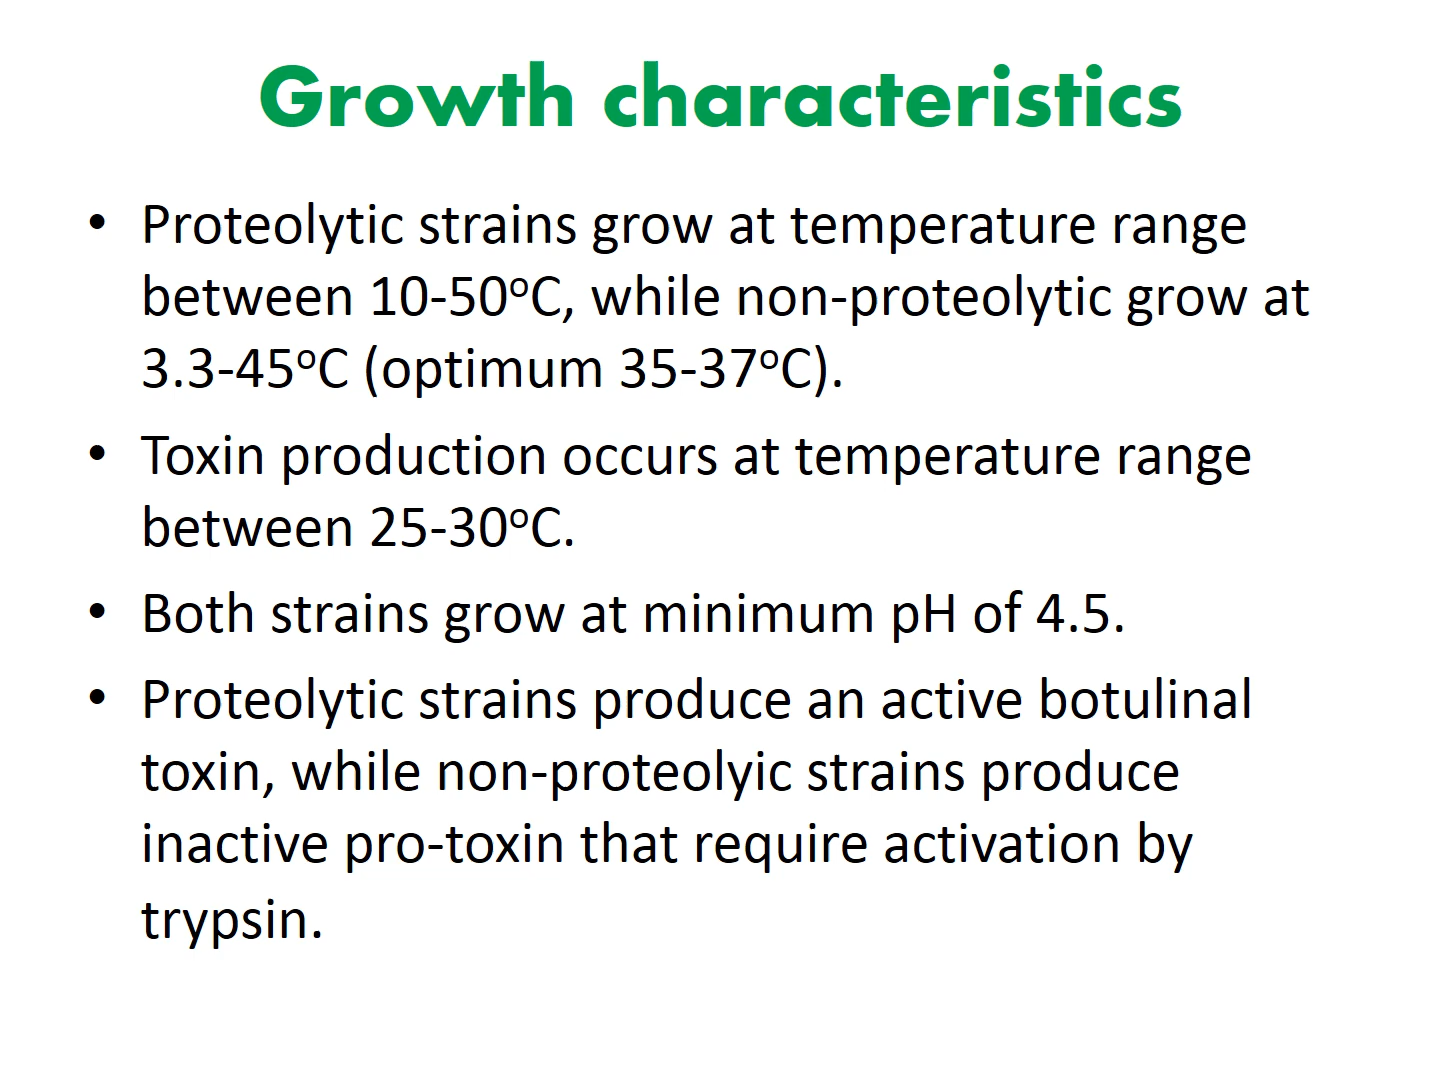 Growth characteristics
• Proteolytic strains grow at temperature range
between 10-50ºC, while non-proteolytic grow at
3.3-45ºC (optimum 35-37ºC).
• Toxin production occurs at temperature range
between 25-30ºC.
• Both strains grow at minimum pH of 4.5.
• Proteolytic strains produce an active botulinal
toxin, while non-proteolyic strains produce
inactive pro-toxin that require activation by
trypsin.